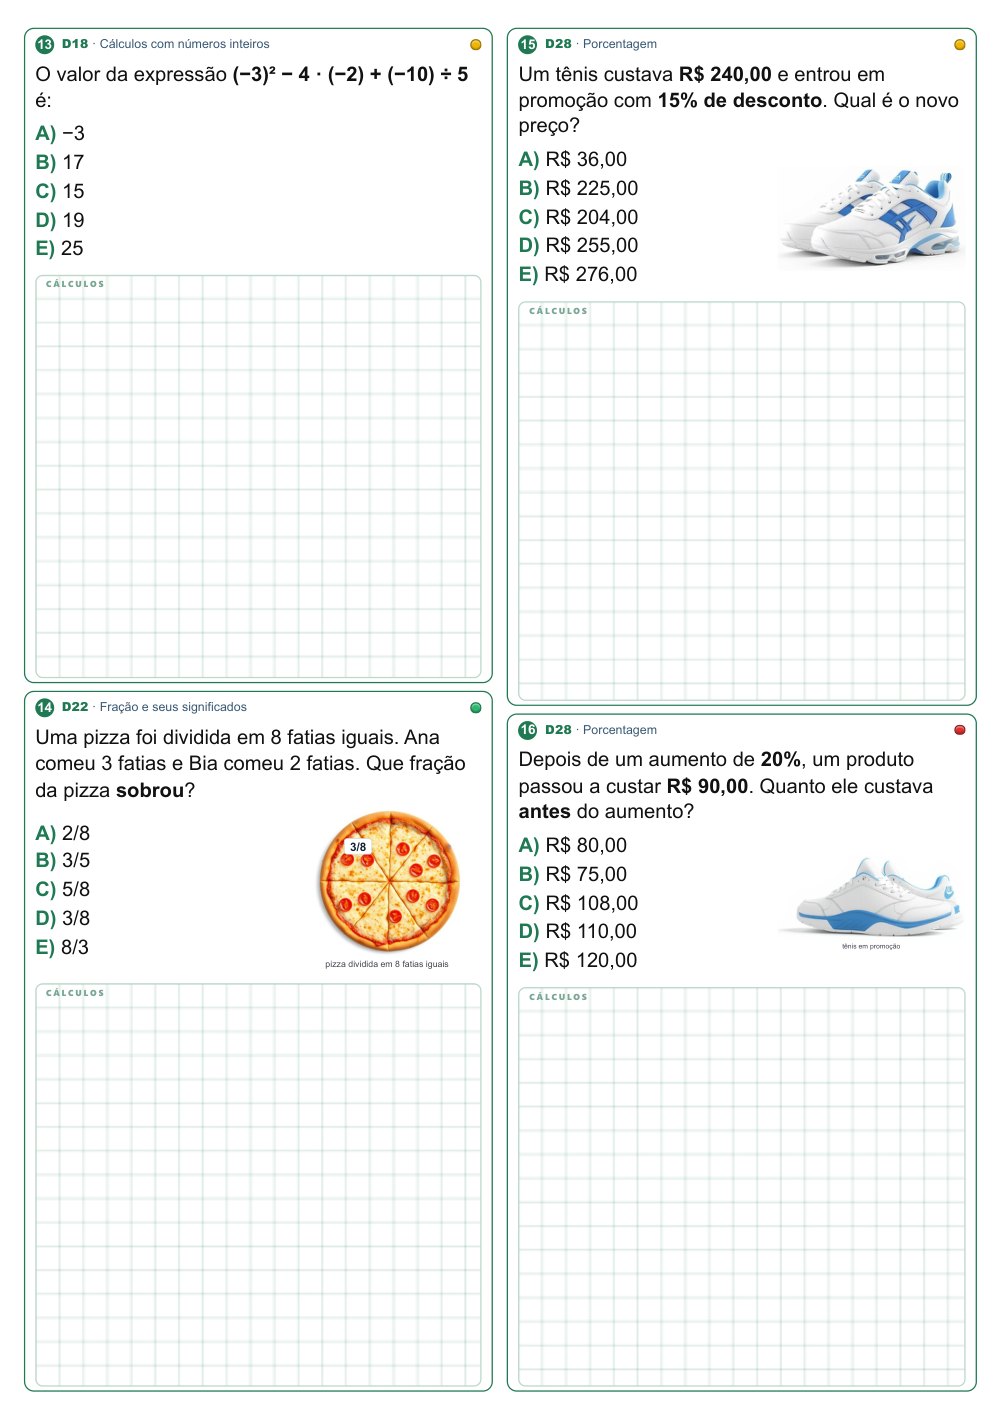 13 D18 · Cálculos com números inteiros
O valor da expressão (−3)² − 4 · (−2) + (−10) ÷ 5
é:
A) −3
B) 17
C) 15
D) 19
E) 25
CÁLCULOS
14 D22 · Fração e seus significados
Uma pizza foi dividida em 8 fatias iguais. Ana
comeu 3 fatias e Bia comeu 2 fatias. Que fração
da pizza sobrou?
A) 2/8
B) 3/5
C) 5/8
D) 3/8
E) 8/3
3/8
pizza dividida em 8 fatias iguais
CÁLCULOS
15 D28 · Porcentagem
Um tênis custava R$ 240,00 e entrou em
promoção com 15% de desconto. Qual é o novo
preço?
A) R$ 36,00
B) R$ 225,00
C) R$ 204,00
D) R$ 255,00
E) R$ 276,00
CÁLCULOS
16 D28 · Porcentagem
Depois de um aumento de 20%, um produto
passou a custar R$ 90,00. Quanto ele custava
antes do aumento?
A) R$ 80,00
B) R$ 75,00
C) R$ 108,00
D) R$ 110,00
E) R$ 120,00
tênis em promoção
CÁLCULOS